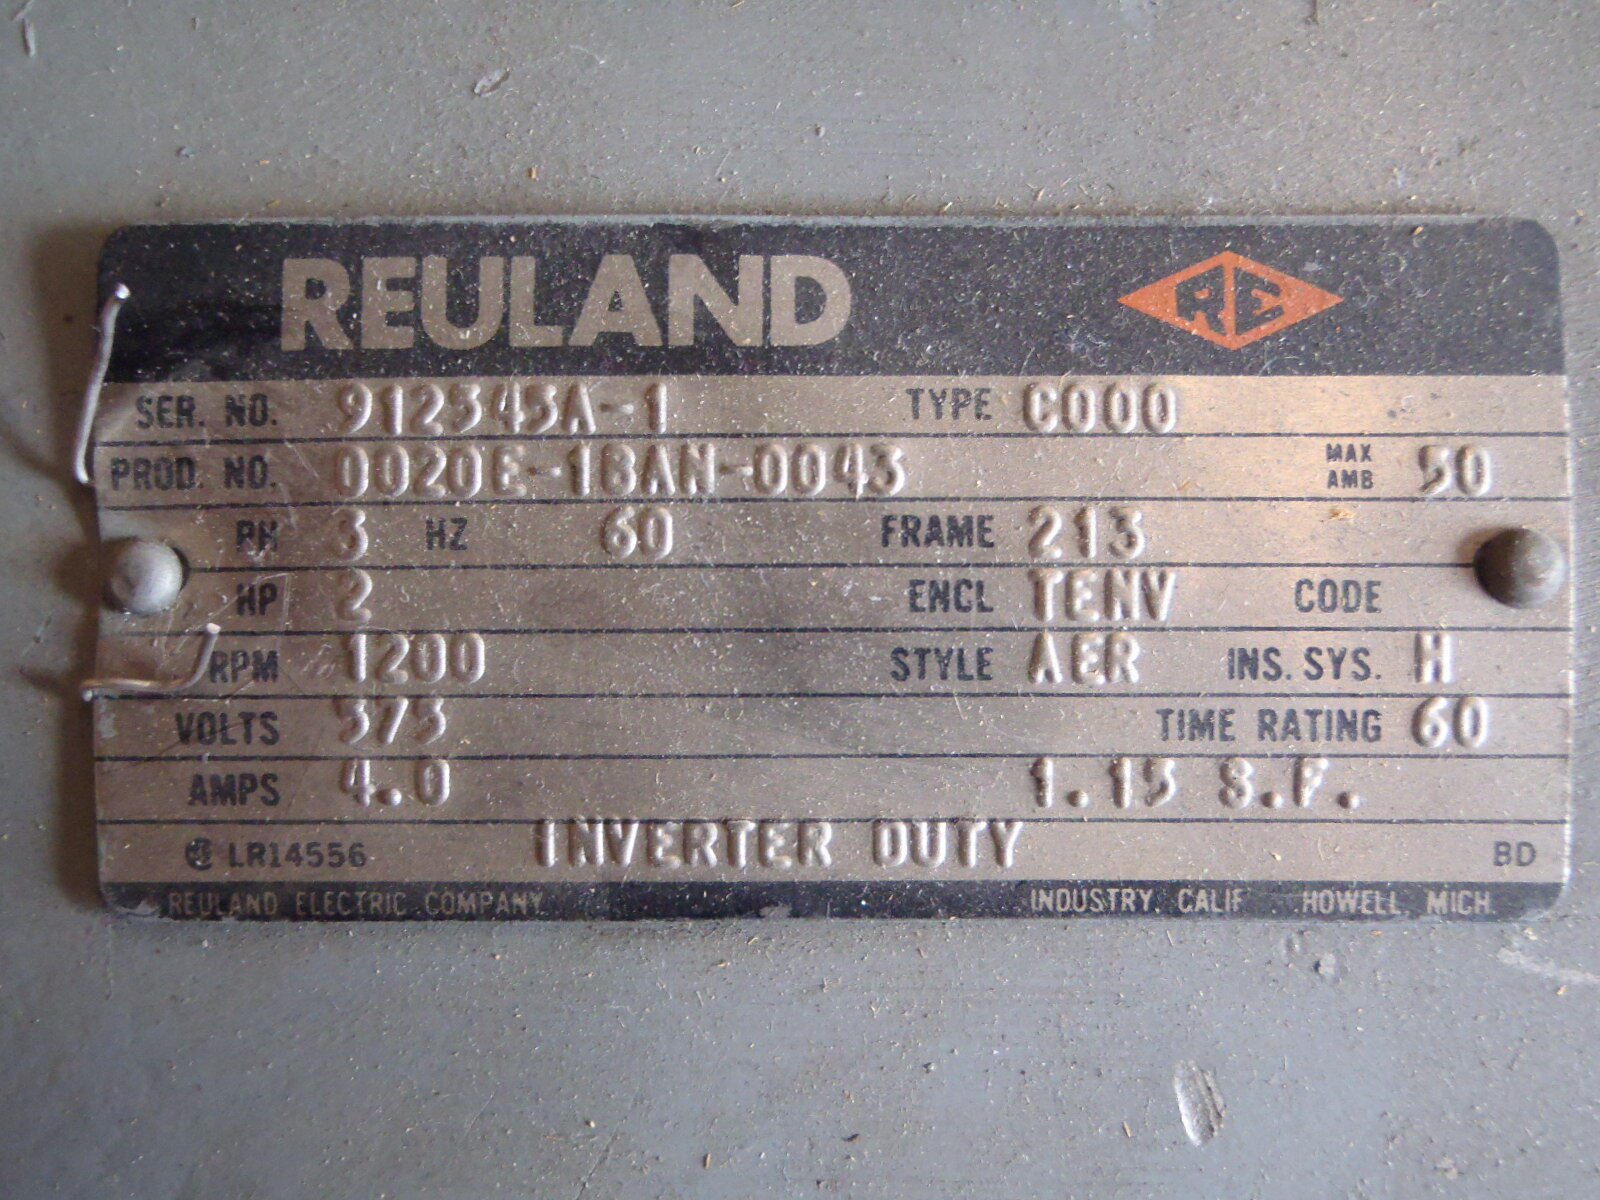 REULAND RE
SER. NO. 912345A-1 TYPE C000
PROD. NO. 0020E-1BAN-0043 MAX AMB 50
PH 3 HZ 60 FRAME 213
HP 2 ENCL TENV CODE
RPM 1200 STYLE AER INS. SYS. H
VOLTS 575 TIME RATING 60
AMPS 4.0 1.15 S.F.
LR14556 INVERTER DUTY BD
REULAND ELECTRIC COMPANY INDUSTRY, CALIF HOWELL, MICH.